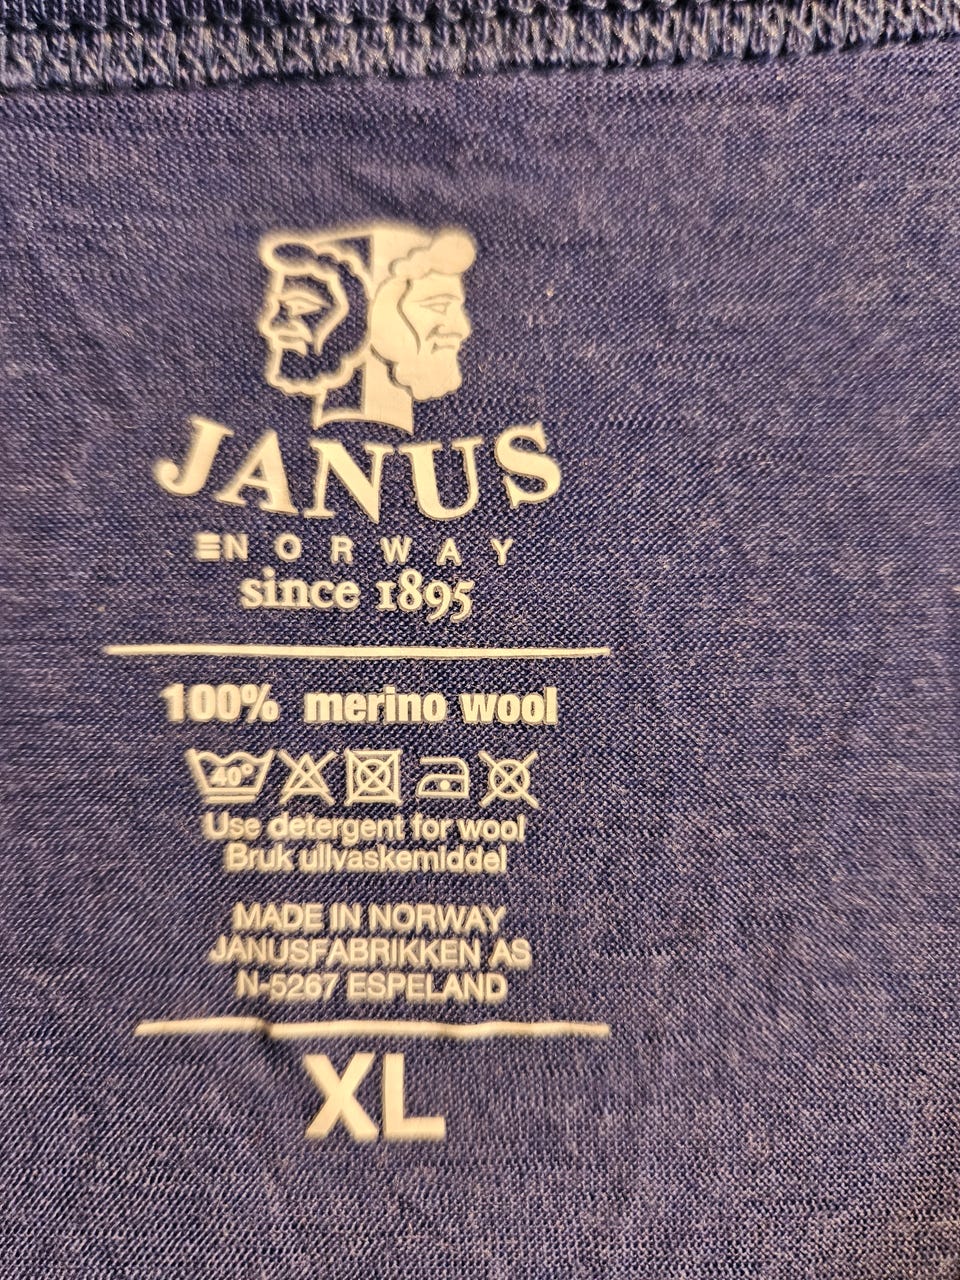 JANUS
NORWAY
since 1895
100% merino wool
40°
Use detergent for wool
Bruk ullvaskemiddel
MADE IN NORWAY
JANUSFABRIKKEN AS
N-5267 ESPELAND
XL